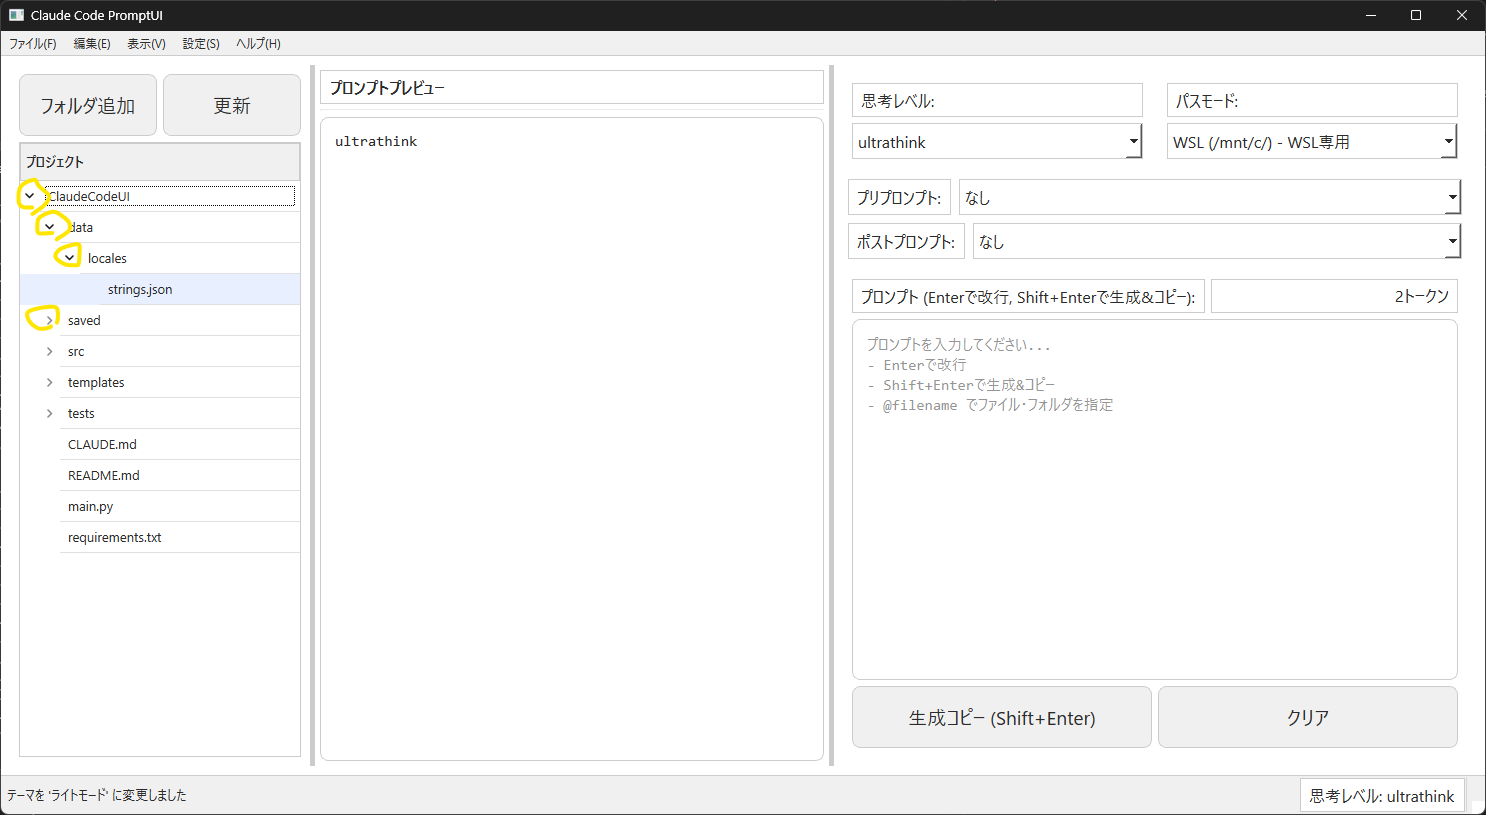 Claude Code PromptUI
ファイル(F) 編集(E) 表示(V) 設定(S) ヘルプ(H)
フォルダ追加
更新
プロジェクト
ClaudeCodeUI
data
locales
strings.json
saved
src
templates
tests
CLAUDE.md
README.md
main.py
requirements.txt
プロンプトプレビュー
ultrathink
思考レベル:
ultrathink
パスモード:
WSL (/mnt/c/) - WSL専用
プリプロンプト:
なし
ポストプロンプト:
なし
プロンプト (Enterで改行, Shift+Enterで生成&コピー):
2トークン
プロンプトを入力してください...
- Enterで改行
- Shift+Enterで生成&コピー
- @filename でファイル・フォルダを指定
生成コピー (Shift+Enter)
クリア
テーマを 'ライトモード' に変更しました
思考レベル: ultrathink